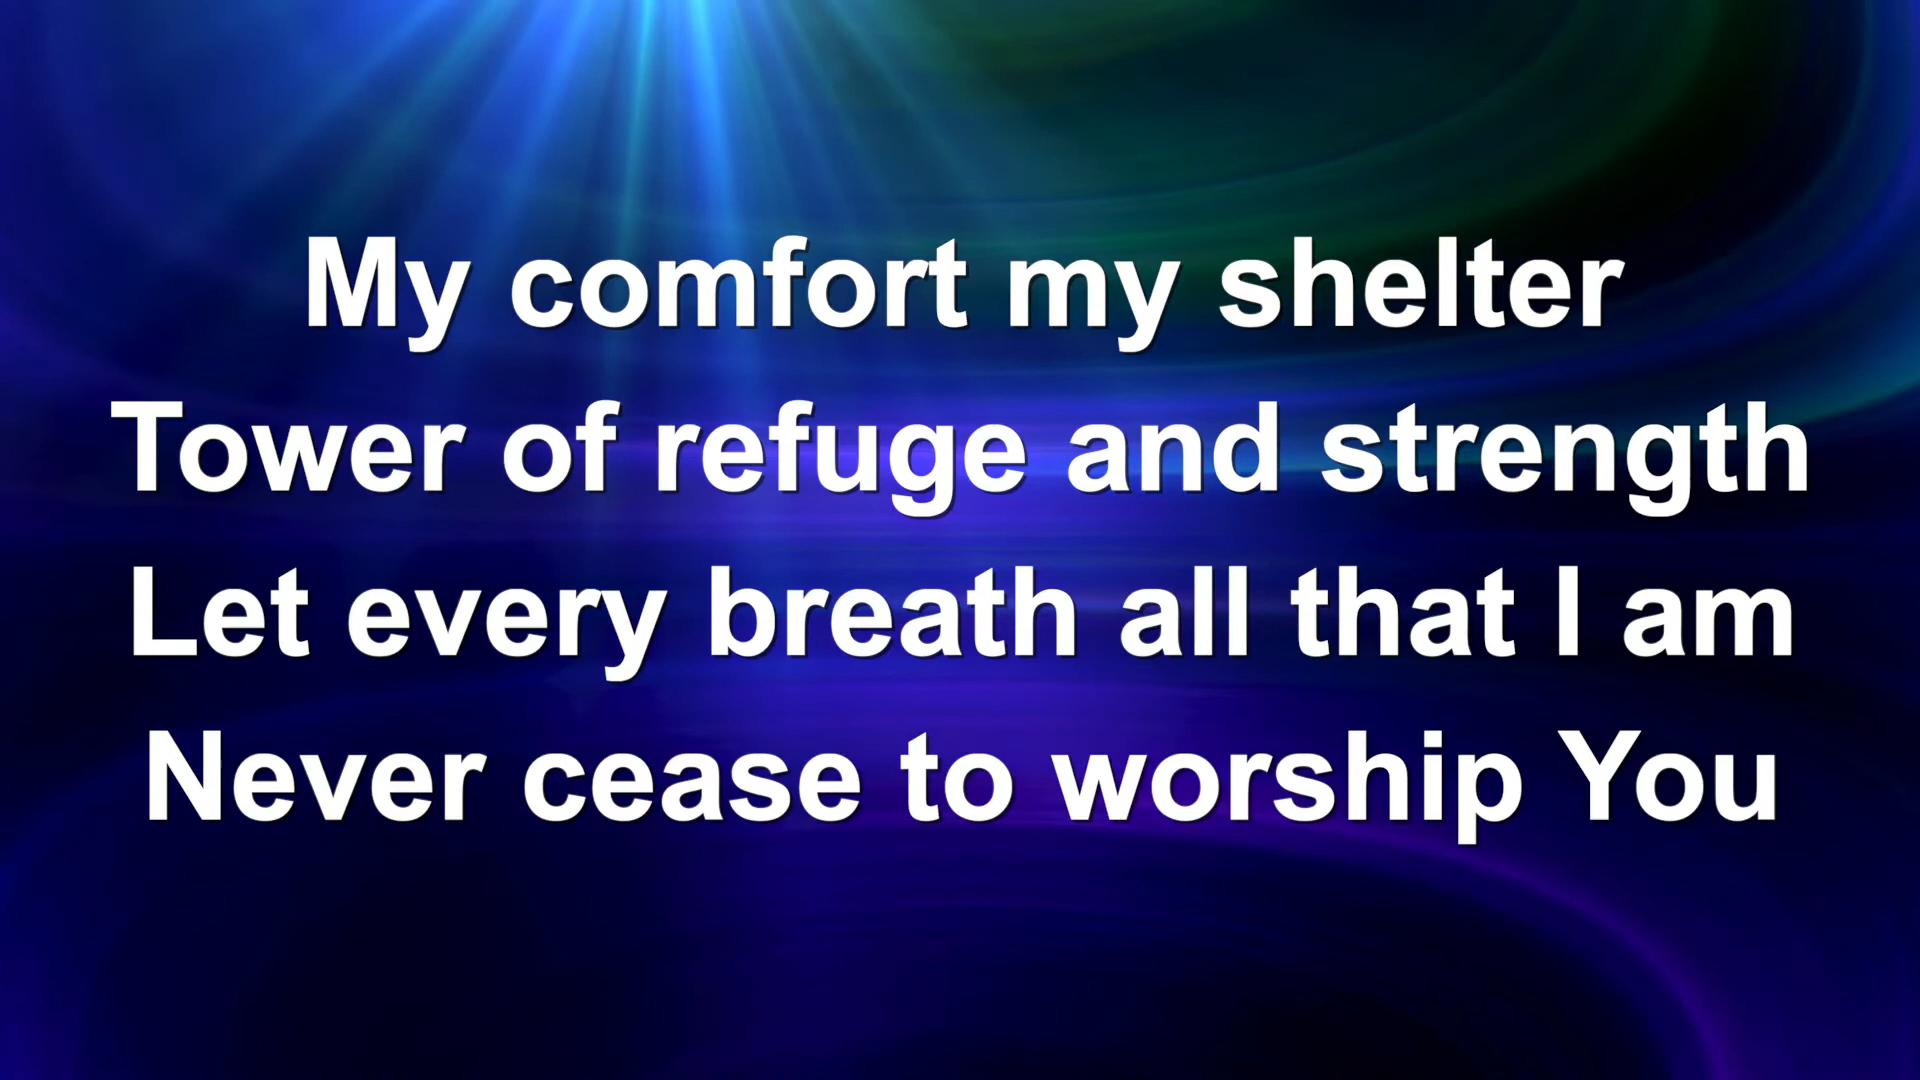 My comfort my shelter
Tower of refuge and strength
Let every breath all that I am
Never cease to worship You